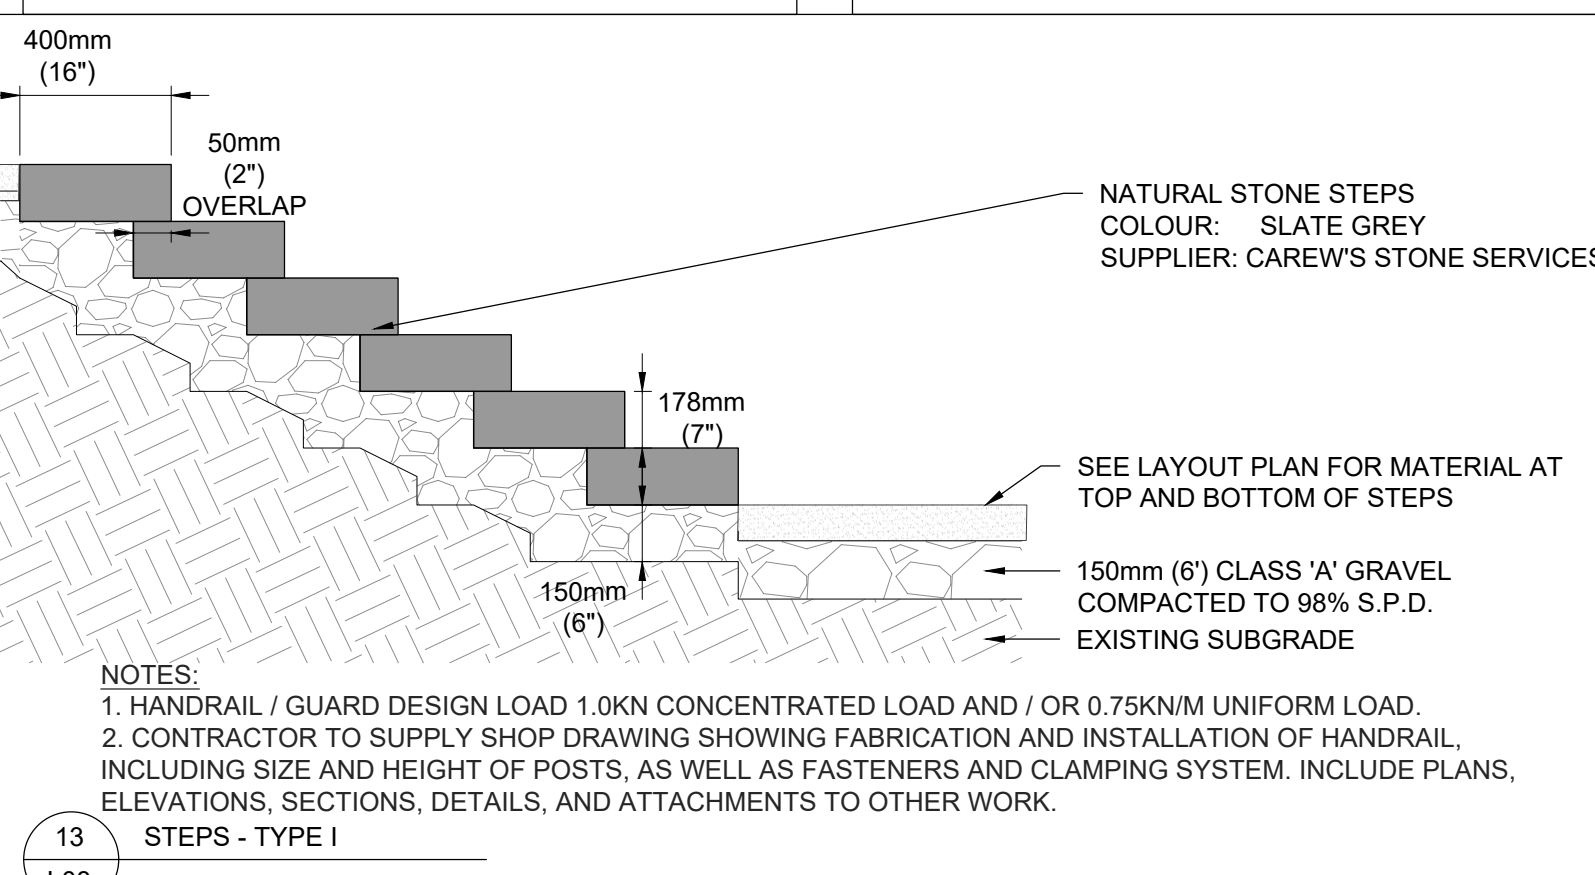 400mm
(16")
50mm
(2")
OVERLAP
NATURAL STONE STEPS
COLOUR: SLATE GREY
SUPPLIER: CAREW'S STONE SERVICES
178mm
(7")
SEE LAYOUT PLAN FOR MATERIAL AT
TOP AND BOTTOM OF STEPS
150mm (6') CLASS 'A' GRAVEL
COMPACTED TO 98% S.P.D.
150mm
(6")
EXISTING SUBGRADE
NOTES:
1. HANDRAIL / GUARD DESIGN LOAD 1.0KN CONCENTRATED LOAD AND / OR 0.75KN/M UNIFORM LOAD.
2. CONTRACTOR TO SUPPLY SHOP DRAWING SHOWING FABRICATION AND INSTALLATION OF HANDRAIL,
INCLUDING SIZE AND HEIGHT OF POSTS, AS WELL AS FASTENERS AND CLAMPING SYSTEM. INCLUDE PLANS,
ELEVATIONS, SECTIONS, DETAILS, AND ATTACHMENTS TO OTHER WORK.
13 STEPS - TYPE I